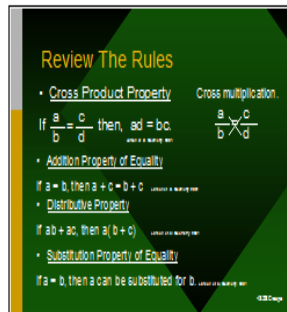 Review The Rules
• Cross Product Property
Cross multiplication.
If a/b = c/d then, ad = bc.
a/b = c/d
• Addition Property of Equality
If a = b, then a + c = b + c
• Distributive Property
If ab + ac, then a( b + c)
• Substitution Property of Equality
If a = b, then a can be substituted for b.